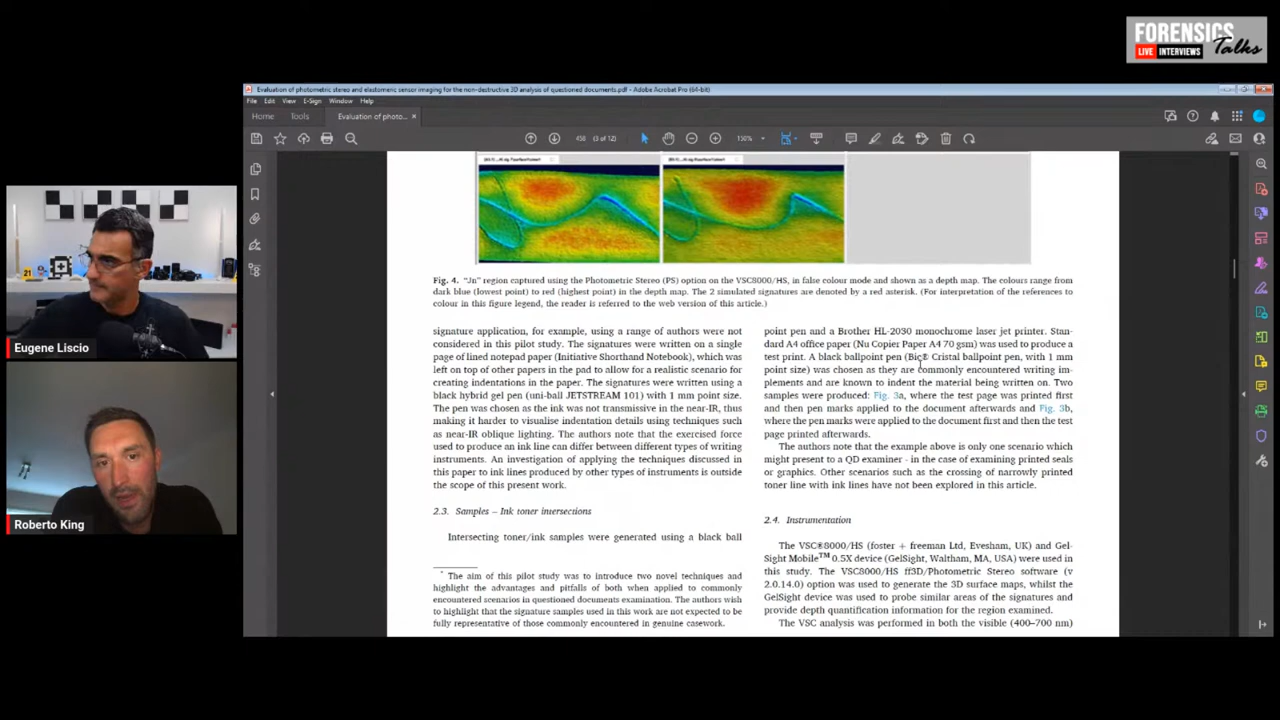 FORENSICS
LIVE INTERVIEWS Talks
Evaluation of photometric stereo and elastomeric sensor imaging for the non-destructive 3D analysis of questioned documents.pdf - Adobe Acrobat Pro (64-bit)
File Edit View E-Sign Window Help
Home Tools Evaluation of photo... ×
458 (3 of 12) 150%
Fig. 4. “Jn” region captured using the Photometric Stereo (PS) option on the VSC8000/HS, in false colour mode and shown as a depth map. The colours range from
dark blue (lowest point) to red (highest point) in the depth map. The 2 simulated signatures are denoted by a red asterisk. (For interpretation of the references to
colour in this figure legend, the reader is referred to the web version of this article.)
signature application, for example, using a range of authors were not
considered in this pilot study. The signatures were written on a single
page of lined notepad paper (Initiative Shorthand Notebook), which was
left on top of other papers in the pad to allow for a realistic scenario for
creating indentations in the paper. The signatures were written using a
black hybrid gel pen (uni-ball JETSTREAM 101) with 1 mm point size.
The pen was chosen as the ink was not transmissive in the near-IR, thus
making it harder to visualise indentation details using techniques such
as near-IR oblique lighting. The authors note that the exercised force
used to produce an ink line can differ between different types of writing
instruments. An investigation of applying the techniques discussed in
this paper to ink lines produced by other types of instruments is outside
the scope of this present work.
2.3. Samples – Ink toner intersections
Intersecting toner/ink samples were generated using a black ball
* The aim of this pilot study was to introduce two novel techniques and
highlight the advantages and pitfalls of both when applied to commonly
encountered scenarios in questioned documents examination. The authors wish
to highlight that the signature samples used in this work are not expected to be
fully representative of those commonly encountered in genuine casework.
point pen and a Brother HL-2030 monochrome laser jet printer. Stan-
dard A4 office paper (Nu Copier Paper A4 70 gsm) was used to produce a
test print. A black ballpoint pen (Bic® Cristal ballpoint pen, with 1 mm
point size) was chosen as they are commonly encountered writing im-
plements and are known to indent the material being written on. Two
samples were produced: Fig. 3a, where the test page was printed first
and then pen marks applied to the document afterwards and Fig. 3b,
where the pen marks were applied to the document first and then the test
page printed afterwards.
The authors note that the example above is only one scenario which
might present to a QD examiner - in the case of examining printed seals
or graphics. Other scenarios such as the crossing of narrowly printed
toner line with ink lines have not been explored in this article.
2.4. Instrumentation
The VSC®8000/HS (foster + freeman Ltd, Evesham, UK) and Gel-
Sight Mobile™ 0.5X device (GelSight, Waltham, MA, USA) were used in
this study. The VSC8000/HS ff3D/Photometric Stereo software (v
2.0.14.0) option was used to generate the 3D surface maps, whilst the
GelSight device was used to probe similar areas of the signatures and
provide depth quantification information for the region examined.
The VSC analysis was performed in both the visible (400–700 nm)
Eugene Liscio
Roberto King
21